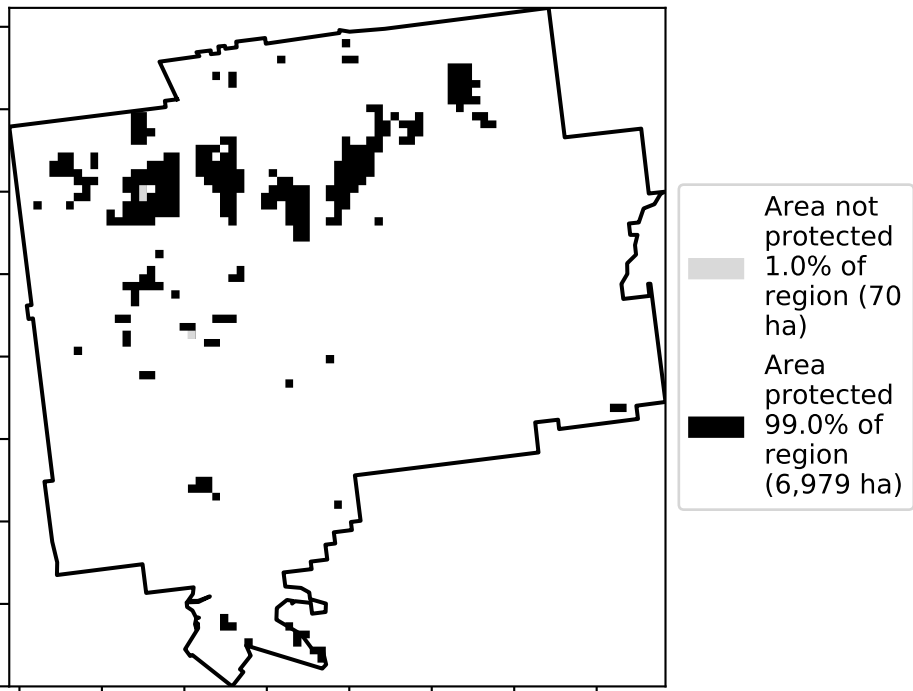 Area not
protected
1.0% of
region (70
ha)
Area
protected
99.0% of
region
(6,979 ha)